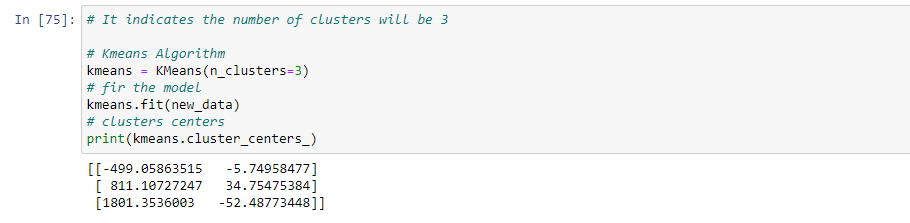 In [75]: # It indicates the number of clusters will be 3
# Kmeans Algorithm
kmeans = KMeans(n_clusters=3)
# fir the model
kmeans.fit(new_data)
# clusters centers
print(kmeans.cluster_centers_)
[[-499.05863515 -5.74958477]
[ 811.10727247 34.75475384]
[1801.3536003 -52.48773448]]